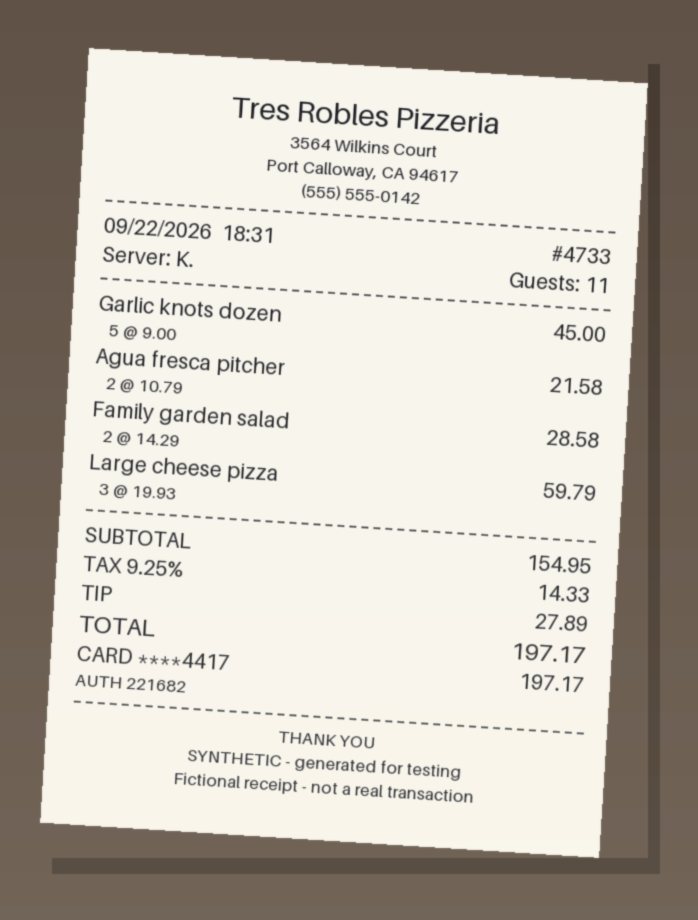 Tres Robles Pizzeria
3564 Wilkins Court
Port Calloway, CA 94617
(555) 555-0142
09/22/2026 18:31 #4733
Server: K. Guests: 11
Garlic knots dozen 45.00
5 @ 9.00
Agua fresca pitcher 21.58
2 @ 10.79
Family garden salad 28.58
2 @ 14.29
Large cheese pizza 59.79
3 @ 19.93
SUBTOTAL 154.95
TAX 9.25% 14.33
TIP 27.89
TOTAL 197.17
CARD ****4417 197.17
AUTH 221682
THANK YOU
SYNTHETIC - generated for testing
Fictional receipt - not a real transaction